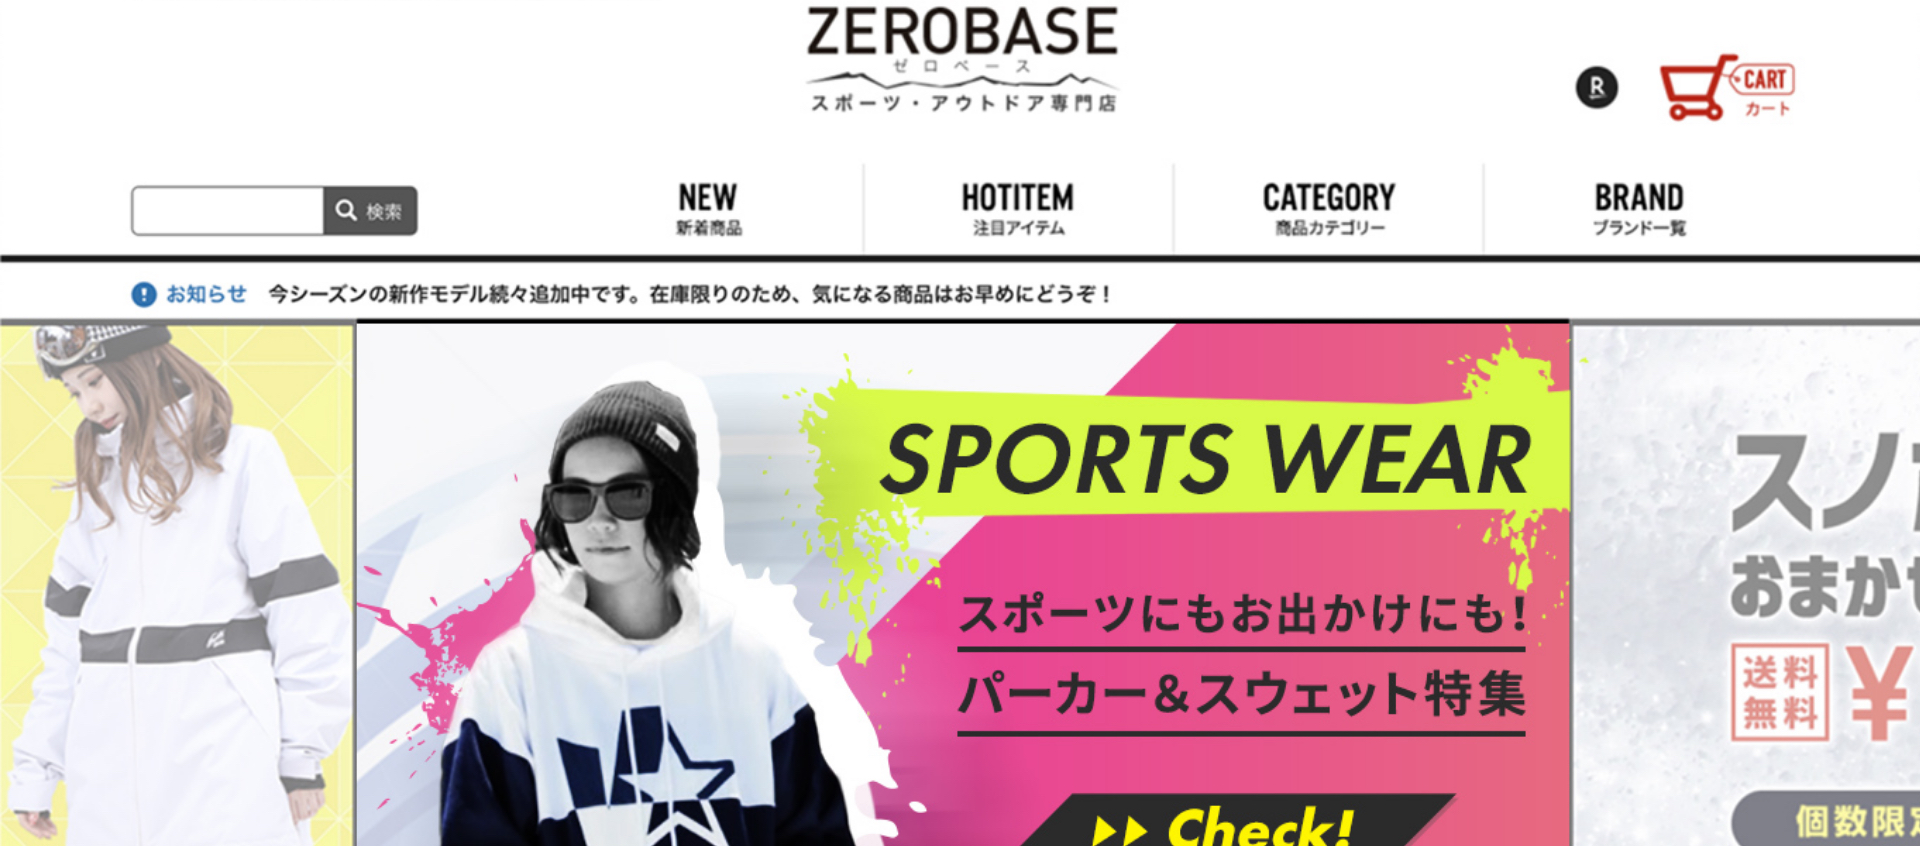 ZEROBASE
ゼロベース
スポーツ・アウトドア専門店
R
CART
カート
検索
NEW
新着商品
HOTITEM
注目アイテム
CATEGORY
商品カテゴリー
BRAND
ブランド一覧
! お知らせ 今シーズンの新作モデル続々追加中です。在庫限りのため、気になる商品はお早めにどうぞ！
SPORTS WEAR
スポーツにもお出かけにも!
パーカー&スウェット特集
Check!
スノ
おまか
送料
無料
¥
個数限定